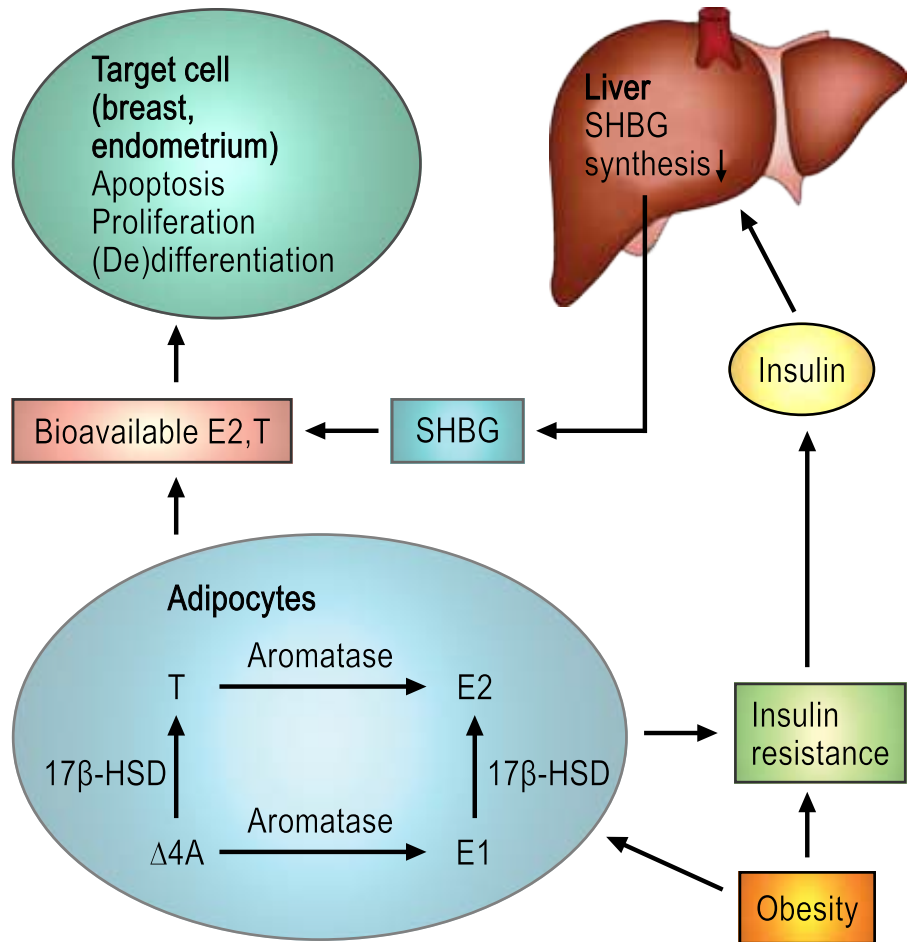 Target cell
(breast,
endometrium)
Apoptosis
Proliferation
(De)differentiation
Liver
SHBG
synthesis↓
Insulin
Bioavailable E2,T
SHBG
Adipocytes
Aromatase
T
E2
17β-HSD
17β-HSD
Aromatase
Δ4A
E1
Insulin
resistance
Obesity